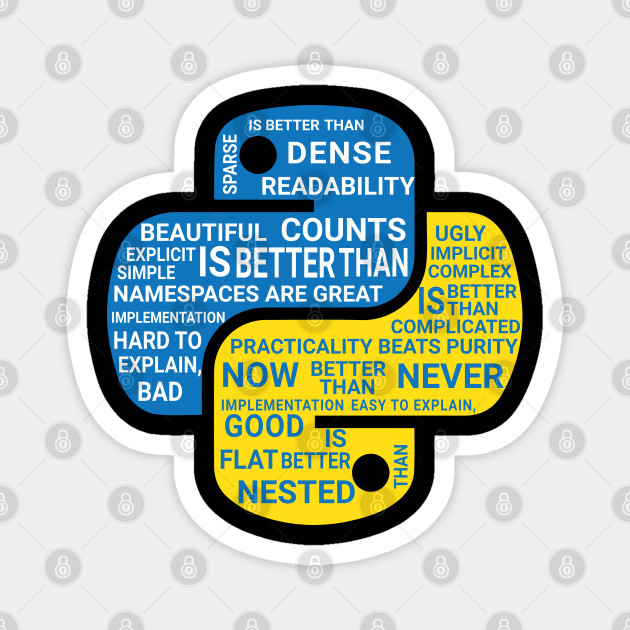 IS BETTER THAN
SPARSE
DENSE
READABILITY
BEAUTIFUL COUNTS
EXPLICIT
SIMPLE
IS BETTER THAN
NAMESPACES ARE GREAT
IMPLEMENTATION
HARD TO
EXPLAIN,
BAD
UGLY
IMPLICIT
COMPLEX
IS BETTER
THAN
COMPLICATED
PRACTICALITY BEATS PURITY
NOW BETTER
THAN NEVER
IMPLEMENTATION EASY TO EXPLAIN,
GOOD IS
FLAT BETTER
THAN
NESTED